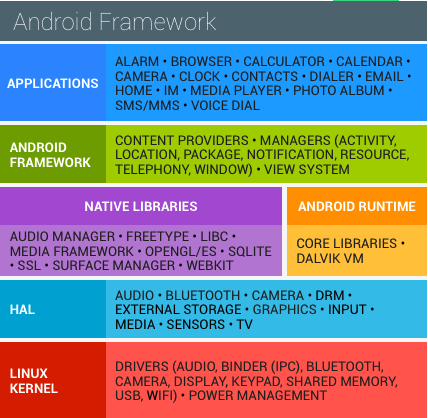 Android Framework
APPLICATIONS
ALARM • BROWSER • CALCULATOR • CALENDAR •
CAMERA • CLOCK • CONTACTS • DIALER • EMAIL •
HOME • IM • MEDIA PLAYER • PHOTO ALBUM •
SMS/MMS • VOICE DIAL
ANDROID
FRAMEWORK
CONTENT PROVIDERS • MANAGERS (ACTIVITY,
LOCATION, PACKAGE, NOTIFICATION, RESOURCE,
TELEPHONY, WINDOW) • VIEW SYSTEM
NATIVE LIBRARIES
AUDIO MANAGER • FREETYPE • LIBC •
MEDIA FRAMEWORK • OPENGL/ES • SQLITE
• SSL • SURFACE MANAGER • WEBKIT
ANDROID RUNTIME
CORE LIBRARIES •
DALVIK VM
HAL
AUDIO • BLUETOOTH • CAMERA • DRM •
EXTERNAL STORAGE • GRAPHICS • INPUT •
MEDIA • SENSORS • TV
LINUX
KERNEL
DRIVERS (AUDIO, BINDER (IPC), BLUETOOTH,
CAMERA, DISPLAY, KEYPAD, SHARED MEMORY,
USB, WIFI) • POWER MANAGEMENT